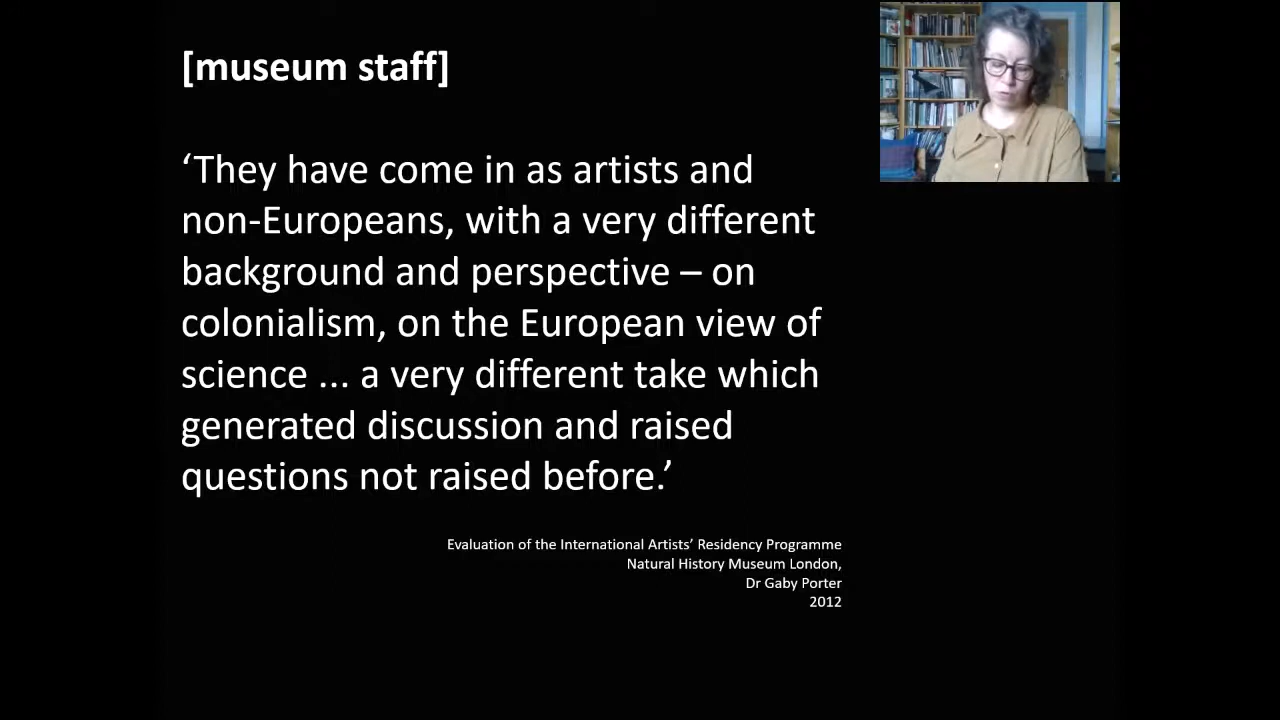 [museum staff]
‘They have come in as artists and
non-Europeans, with a very different
background and perspective – on
colonialism, on the European view of
science ... a very different take which
generated discussion and raised
questions not raised before.’
Evaluation of the International Artists’ Residency Programme
Natural History Museum London,
Dr Gaby Porter
2012